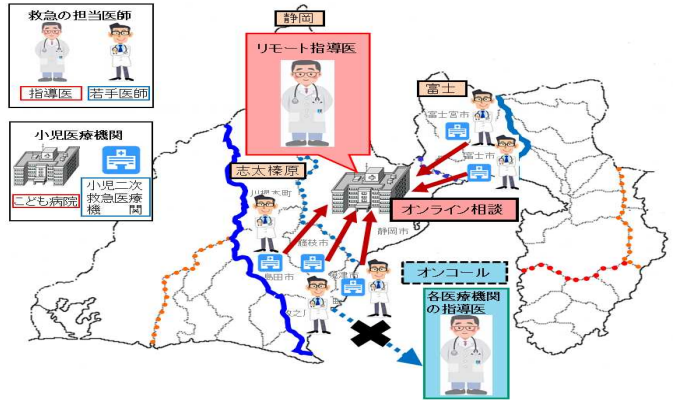 救急の担当医師
指導医
若手医師
小児医療機関
こども病院
小児二次
救急医療
機 関
静岡
リモート指導医
富士
富士宮市
富士市
志太榛原
川根本町
オンライン相談
静岡市
藤枝市
島田市
焼津市
オンコール
各医療機関
の指導医